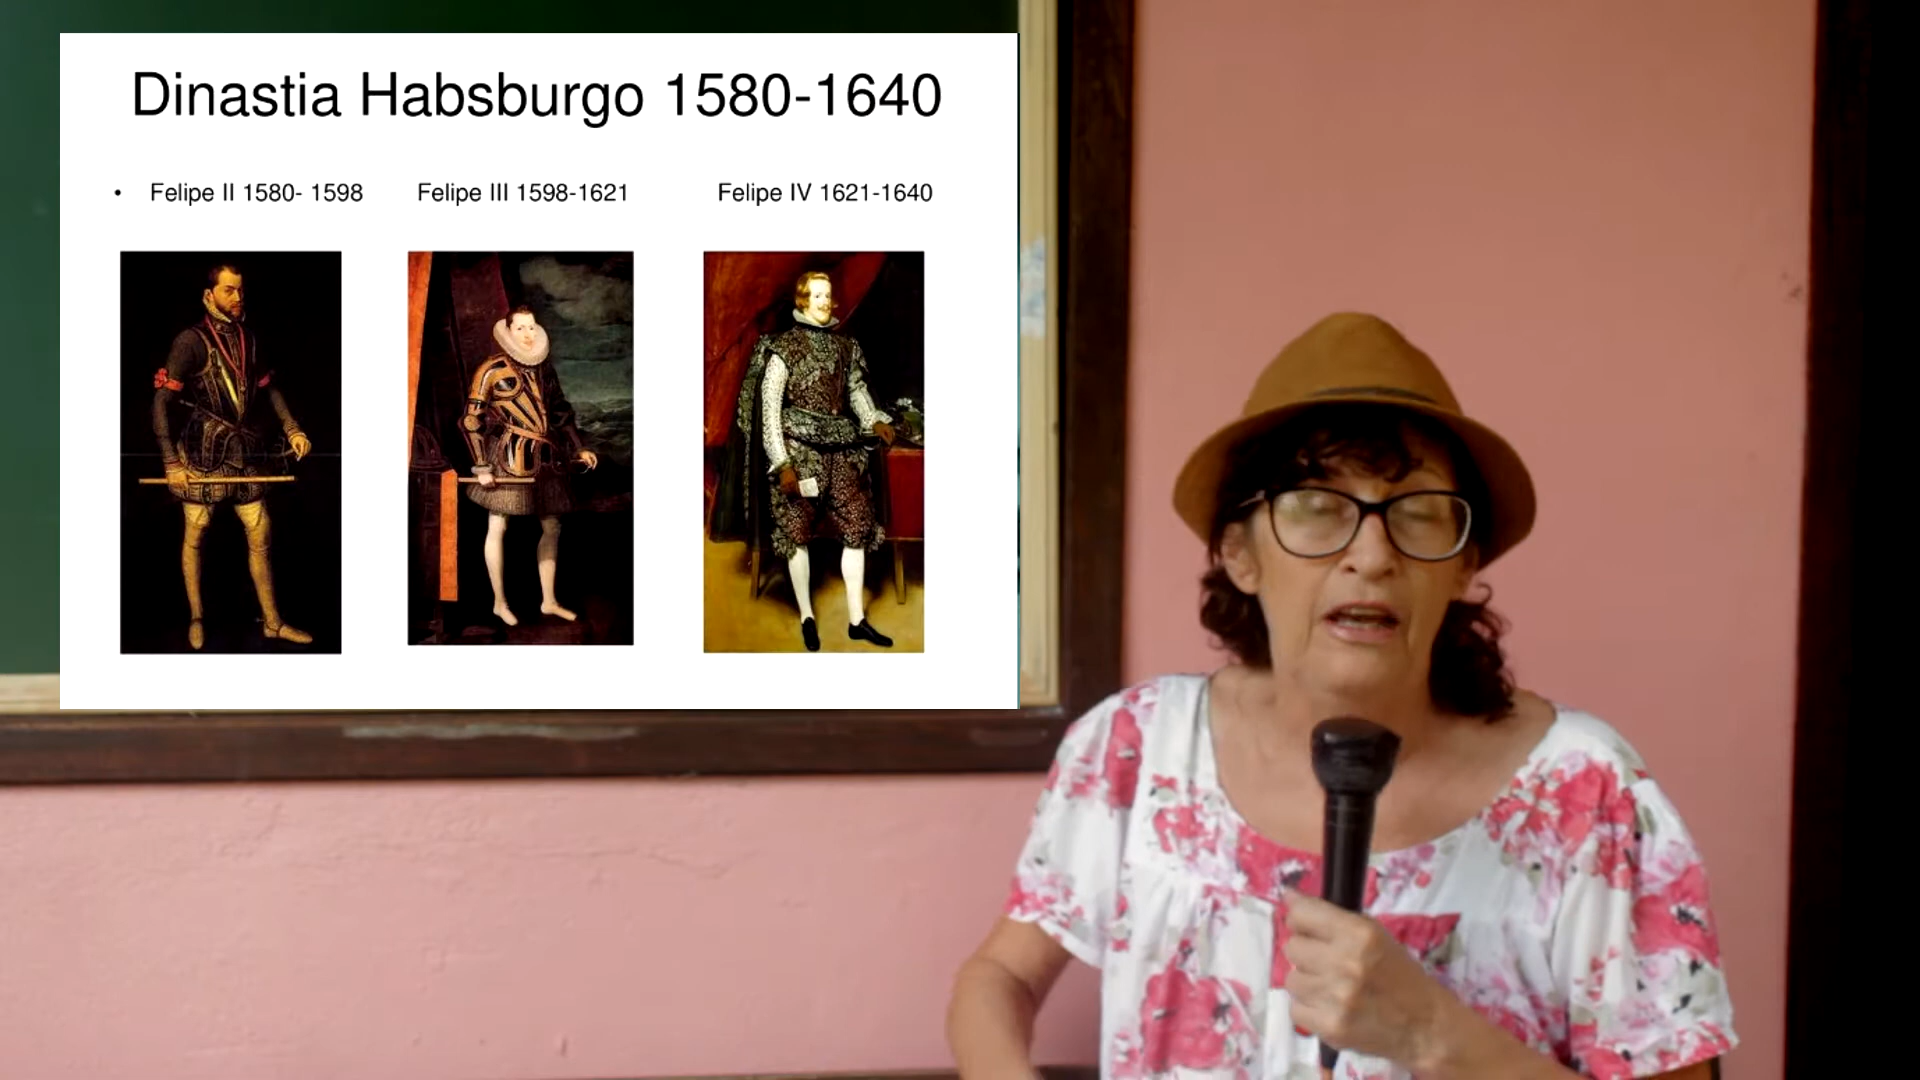 Dinastia Habsburgo 1580-1640
• Felipe II 1580- 1598 Felipe III 1598-1621 Felipe IV 1621-1640